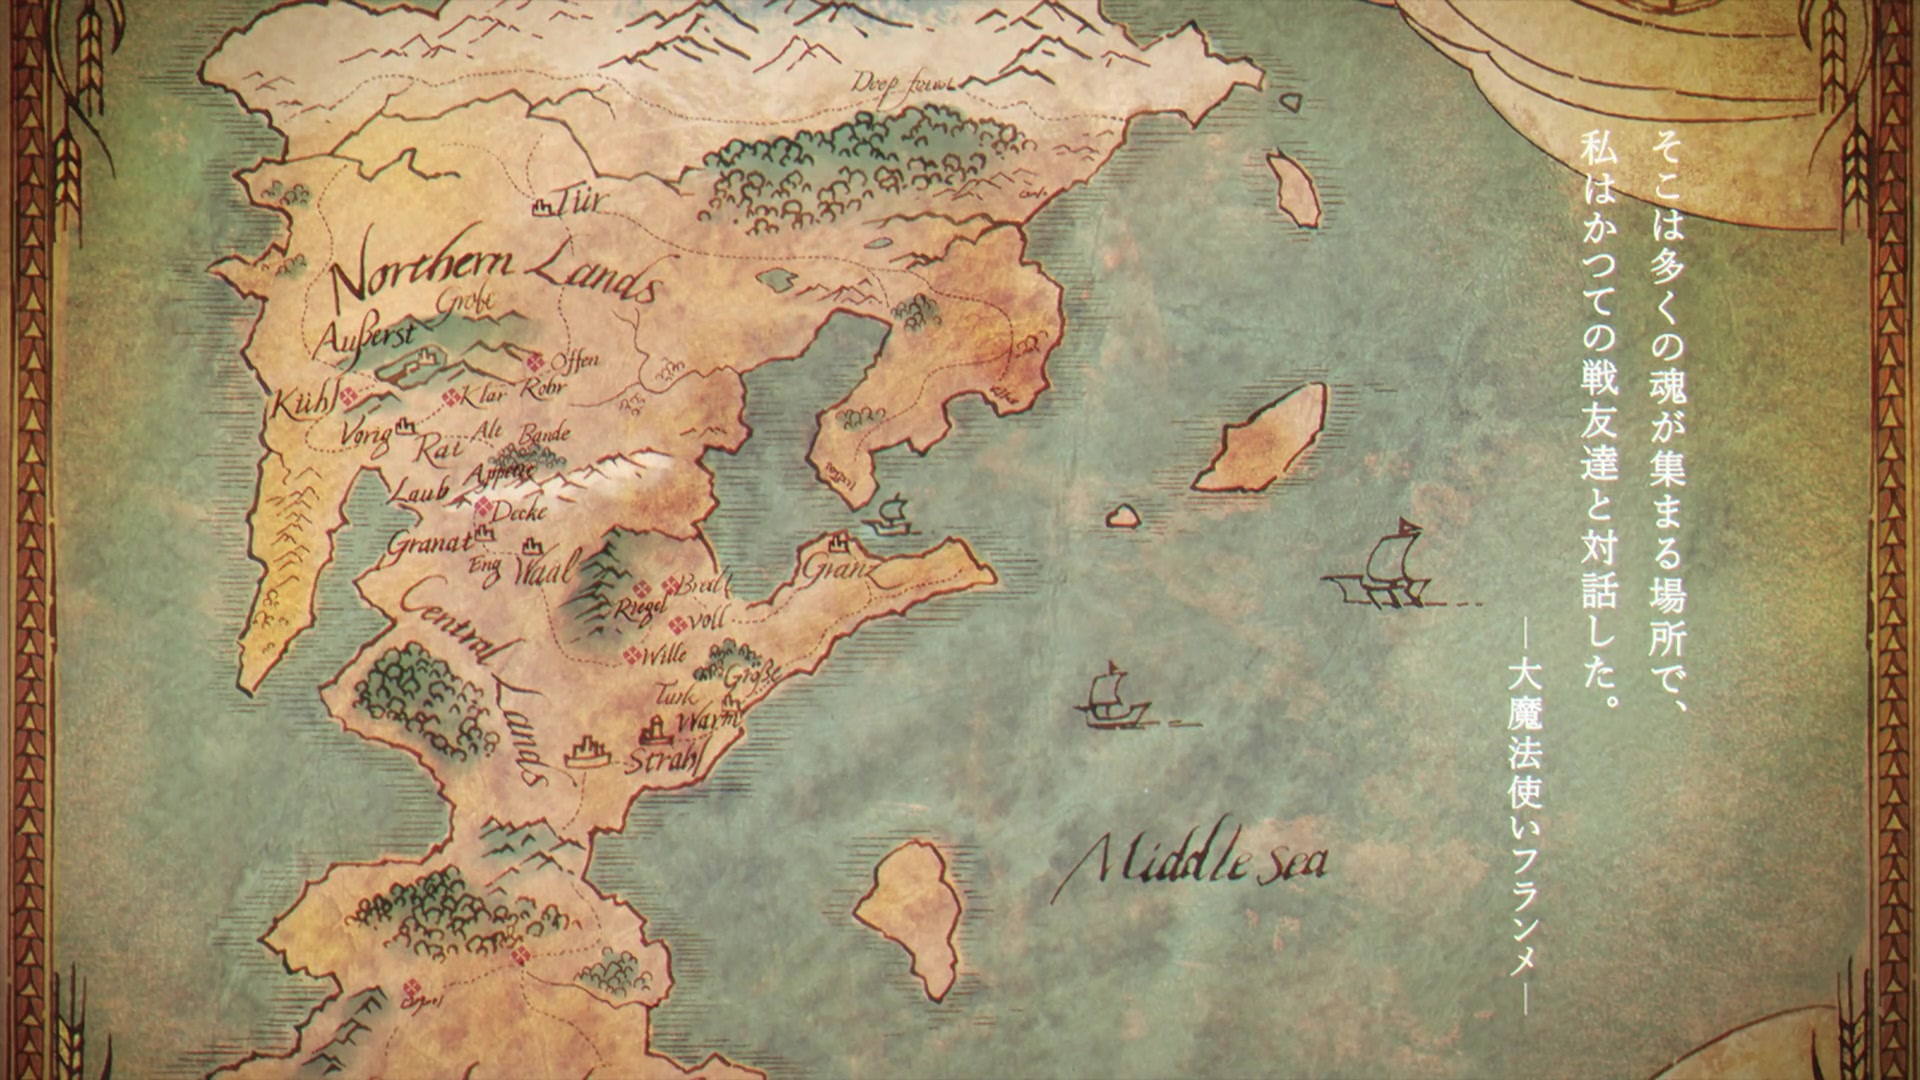 そこは多くの魂が集まる場所で、
私はかつての戦友達と対話した。
―大魔法使いフランメ―
Deep forest
Tür
Northern Lands
Grobe
Außerst
Offen
Kühl
Klar
Rohr
Vorig
Rat
Alt
Bande
Appetit
Laub
Decke
Granat
Eng
Waal
Granz
Breit
Riegel
Voll
Central Lands
Wille
Große
Turk
Warm
Strahl
Middle Sea